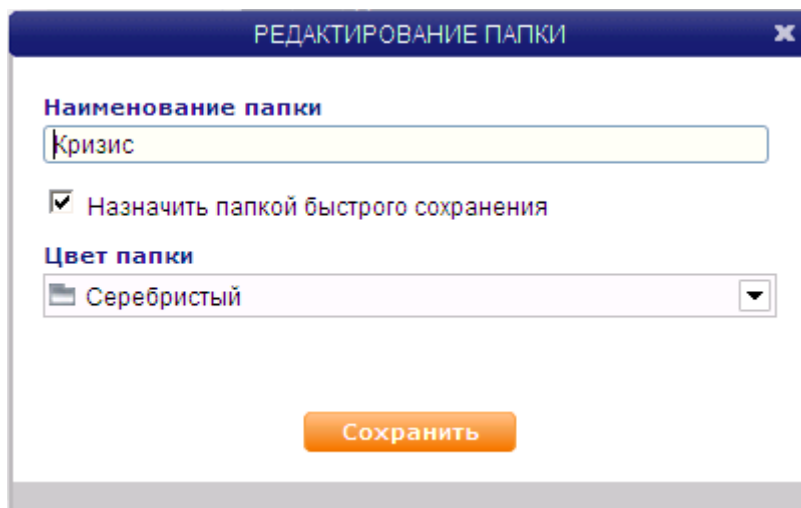 РЕДАКТИРОВАНИЕ ПАПКИ
Наименование папки
Кризис
Назначить папкой быстрого сохранения
Цвет папки
Серебристый
Сохранить